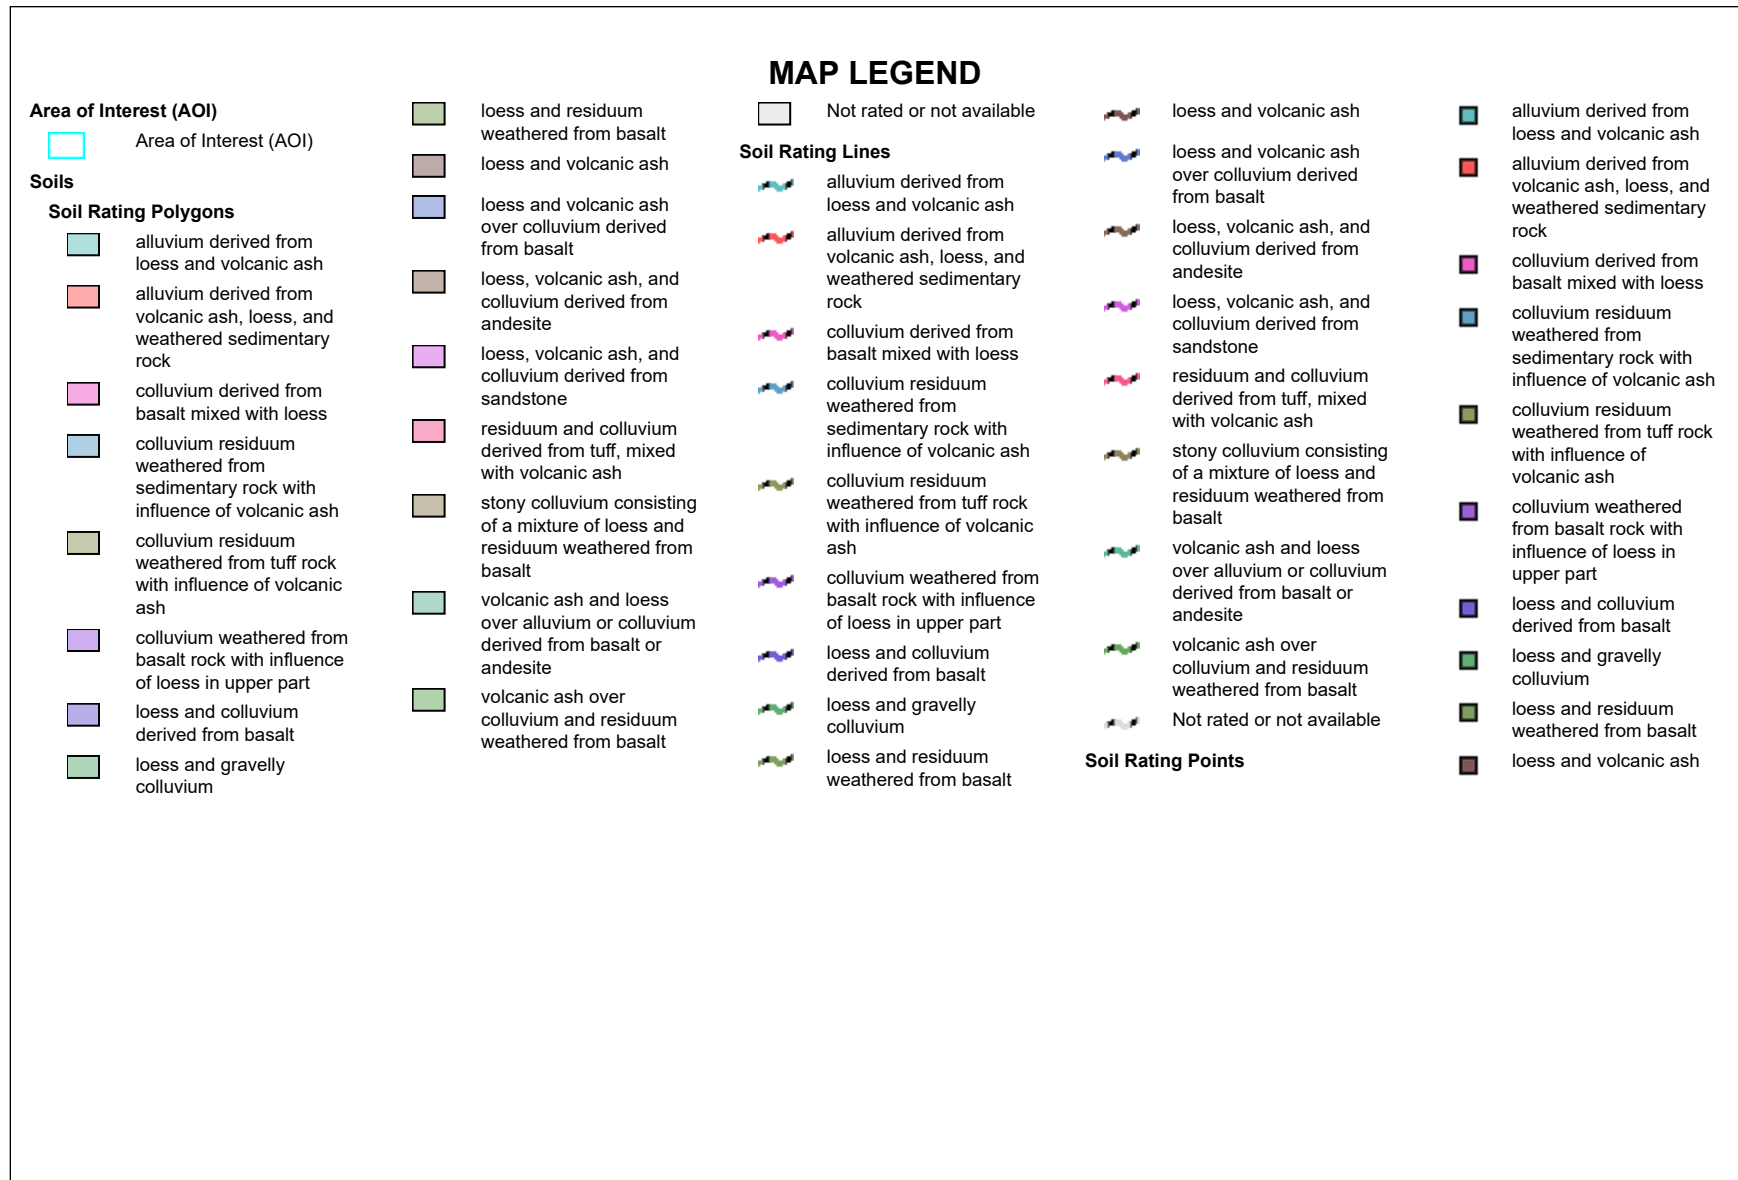 MAP LEGEND
Area of Interest (AOI)
Area of Interest (AOI)
Soils
Soil Rating Polygons
alluvium derived from
loess and volcanic ash
alluvium derived from
volcanic ash, loess, and
weathered sedimentary
rock
colluvium derived from
basalt mixed with loess
colluvium residuum
weathered from
sedimentary rock with
influence of volcanic ash
colluvium residuum
weathered from tuff rock
with influence of volcanic
ash
colluvium weathered from
basalt rock with influence
of loess in upper part
loess and colluvium
derived from basalt
loess and gravelly
colluvium
loess and residuum
weathered from basalt
loess and volcanic ash
loess and volcanic ash
over colluvium derived
from basalt
loess, volcanic ash, and
colluvium derived from
andesite
loess, volcanic ash, and
colluvium derived from
sandstone
residuum and colluvium
derived from tuff, mixed
with volcanic ash
stony colluvium consisting
of a mixture of loess and
residuum weathered from
basalt
volcanic ash and loess
over alluvium or colluvium
derived from basalt or
andesite
volcanic ash over
colluvium and residuum
weathered from basalt
Not rated or not available
Soil Rating Lines
alluvium derived from
loess and volcanic ash
alluvium derived from
volcanic ash, loess, and
weathered sedimentary
rock
colluvium derived from
basalt mixed with loess
colluvium residuum
weathered from
sedimentary rock with
influence of volcanic ash
colluvium residuum
weathered from tuff rock
with influence of volcanic
ash
colluvium weathered from
basalt rock with influence
of loess in upper part
loess and colluvium
derived from basalt
loess and gravelly
colluvium
loess and residuum
weathered from basalt
loess and volcanic ash
loess and volcanic ash
over colluvium derived
from basalt
loess, volcanic ash, and
colluvium derived from
andesite
loess, volcanic ash, and
colluvium derived from
sandstone
residuum and colluvium
derived from tuff, mixed
with volcanic ash
stony colluvium consisting
of a mixture of loess and
residuum weathered from
basalt
volcanic ash and loess
over alluvium or colluvium
derived from basalt or
andesite
volcanic ash over
colluvium and residuum
weathered from basalt
Not rated or not available
Soil Rating Points
alluvium derived from
loess and volcanic ash
alluvium derived from
volcanic ash, loess, and
weathered sedimentary
rock
colluvium derived from
basalt mixed with loess
colluvium residuum
weathered from
sedimentary rock with
influence of volcanic ash
colluvium residuum
weathered from tuff rock
with influence of
volcanic ash
colluvium weathered
from basalt rock with
influence of loess in
upper part
loess and colluvium
derived from basalt
loess and gravelly
colluvium
loess and residuum
weathered from basalt
loess and volcanic ash